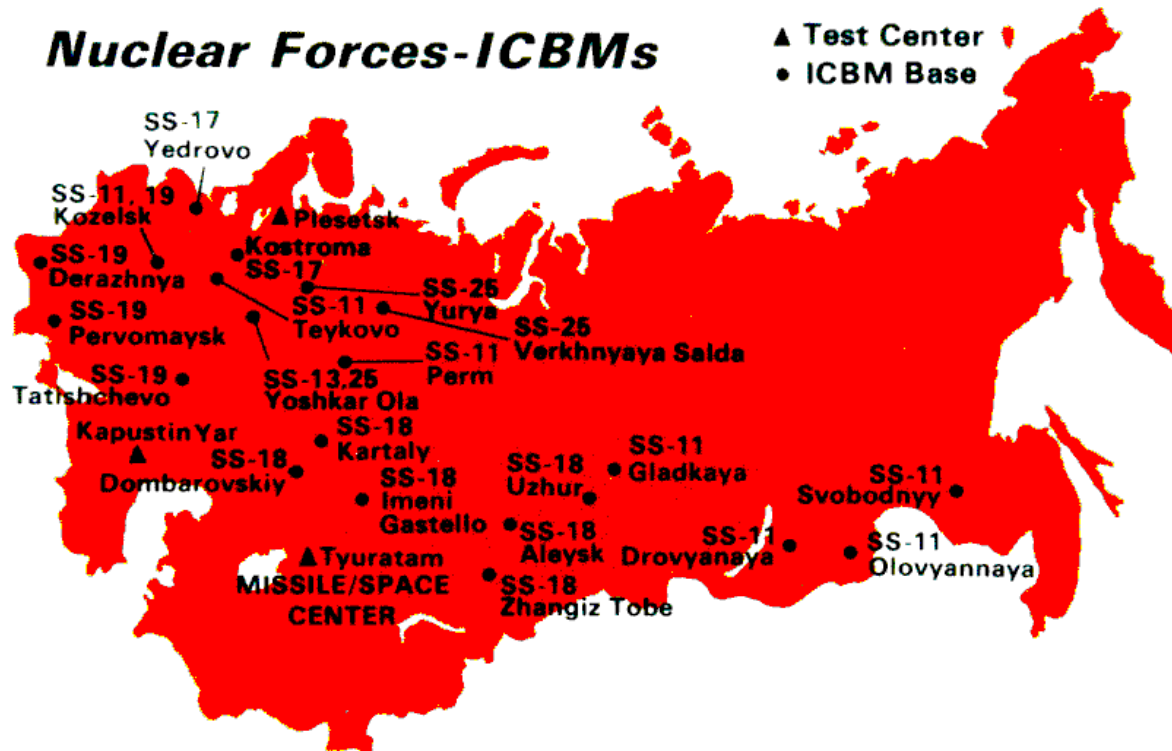 Nuclear Forces-ICBMs
▲ Test Center
● ICBM Base
SS-17
Yedrovo
SS-11, 19
Kozelsk
Plesetsk
Kostroma
SS-17
SS-19
Derazhnya
SS-25
Yurya
SS-11
Teykovo
SS-19
Pervomaysk
SS-25
Verkhnyaya Salda
SS-11
Perm
SS-19
Tatishchevo
SS-13,25
Yoshkar Ola
Kapustin Yar
SS-18
Kartaly
SS-18
Dombarovskiy
SS-18
Imeni
Gastello
SS-18
Uzhur
SS-11
Gladkaya
SS-11
Svobodnyy
SS-18
Aleysk
SS-11
Drovyanaya
SS-11
Olovyannaya
Tyuratam
MISSILE/SPACE
CENTER
SS-18
Zhangiz Tobe